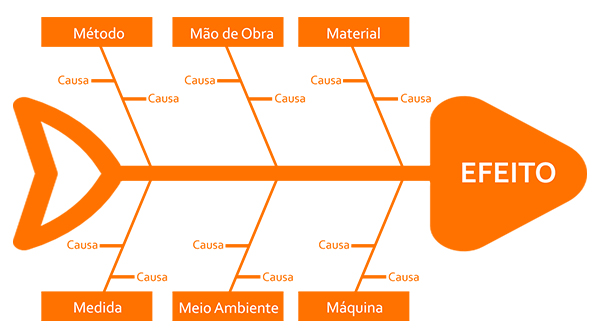 Método
Mão de Obra
Material
Causa
Causa
Causa
Causa
Causa
Causa
EFEITO
Causa
Causa
Causa
Causa
Causa
Causa
Medida
Meio Ambiente
Máquina